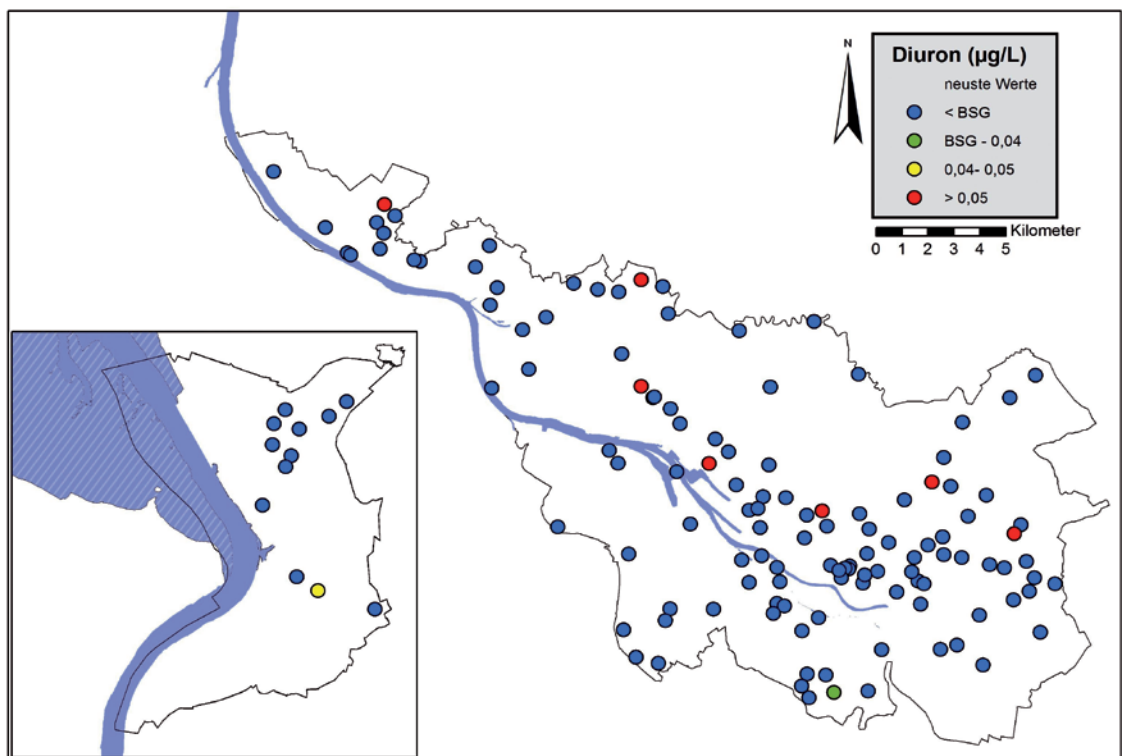 N
Diuron (µg/L)
neuste Werte
< BSG
BSG - 0,04
0,04- 0,05
> 0,05
Kilometer
0 1 2 3 4 5